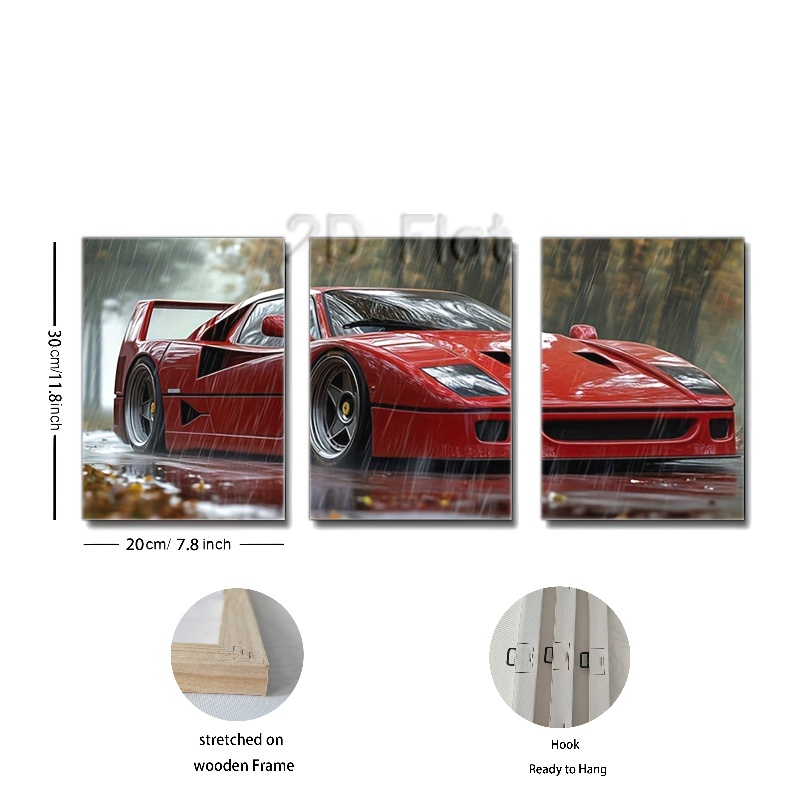 2D Flat
30cm/11.8inch
20cm/ 7.8 inch
stretched on
wooden Frame
Hook
Ready to Hang